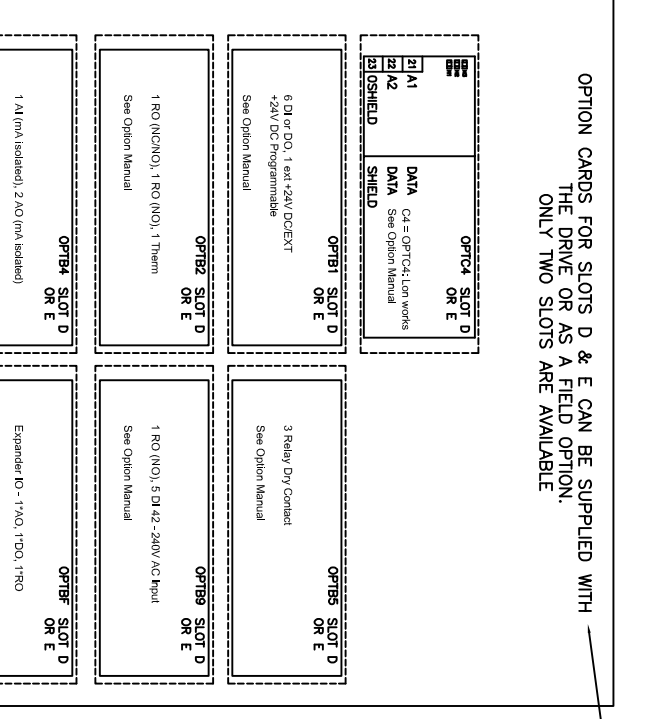 OPTION CARDS FOR SLOTS D & E CAN BE SUPPLIED WITH
THE DRIVE OR AS A FIELD OPTION.
ONLY TWO SLOTS ARE AVAILABLE
OPTC4 SLOT D
OR E
21 A1 DATA
22 A2 DATA
23 0SHIELD SHIELD
C4 = OPTC4: Lon works
See Option Manual
OPTB1 SLOT D
OR E
6 DI or DO, 1 ext +24V DC/EXT
+24V DC Programmable
See Option Manual
OPTB5 SLOT D
OR E
3 Relay Dry Contact
See Option Manual
OPTB2 SLOT D
OR E
1 RO (NC/NO), 1 RO (NO), 1 Therm
See Option Manual
OPTB9 SLOT D
OR E
1 RO (NO), 5 DI 42 - 240V AC Input
See Option Manual
OPTB4 SLOT D
OR E
1 AI (mA isolated), 2 AO (mA isolated)
OPTBF SLOT D
OR E
Expander IO - 1*AO, 1*DO, 1*RO